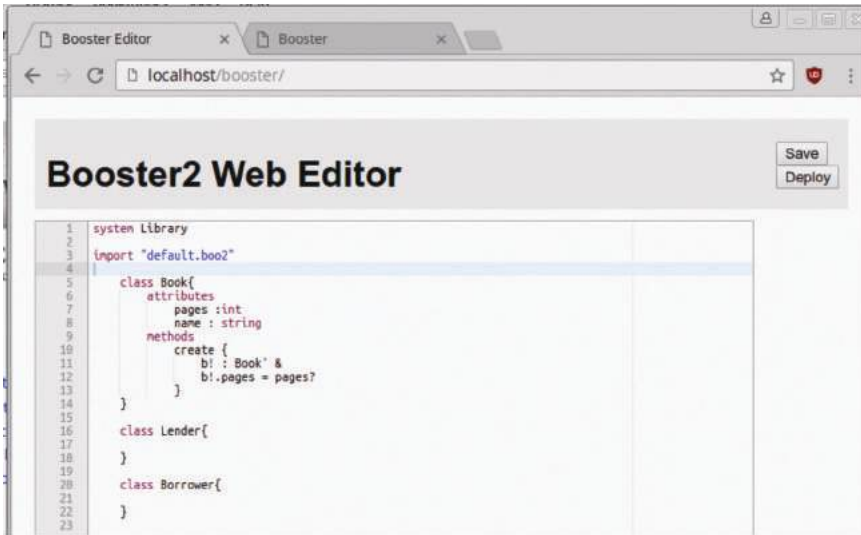 Booster Editor
Booster
localhost/booster/
Booster2 Web Editor
Save
Deploy
1 system Library
2
3 import "default.boo2"
4
5 class Book{
6 attributes
7 pages :int
8 name : string
9 methods
10 create {
11 b! : Book' &
12 b!.pages = pages?
13 }
14 }
15
16 class Lender{
17
18 }
19
20 class Borrower{
21
22 }
23